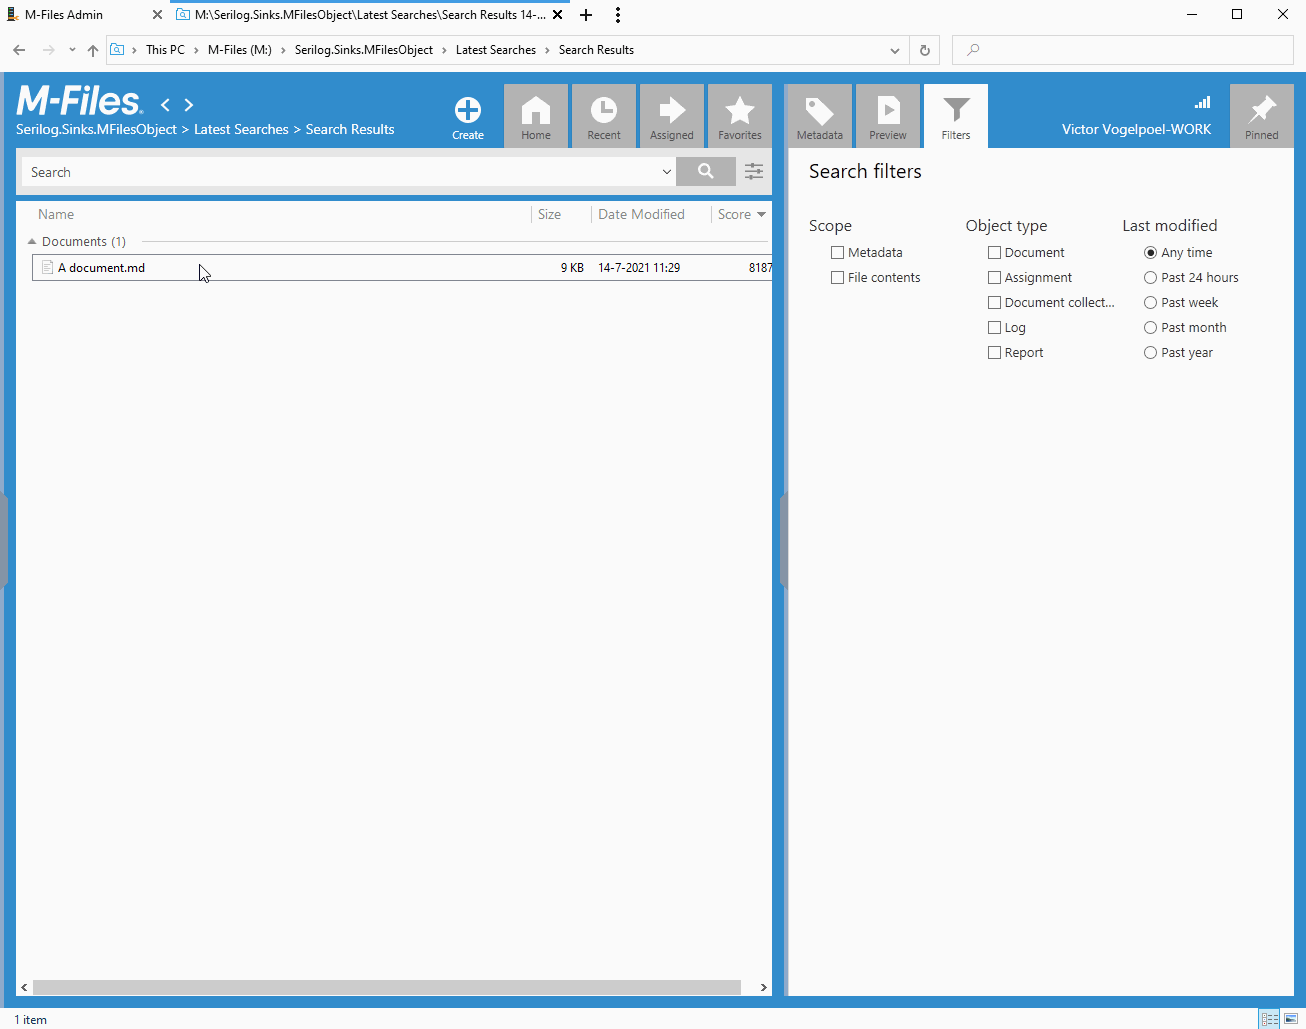 M-Files Admin
M:\Serilog.Sinks.MFilesObject\Latest Searches\Search Results 14-...
This PC > M-Files (M:) > Serilog.Sinks.MFilesObject > Latest Searches > Search Results
M-Files.
Serilog.Sinks.MFilesObject > Latest Searches > Search Results
Create
Home
Recent
Assigned
Favorites
Metadata
Preview
Filters
Victor Vogelpoel-WORK
Pinned
Search
Name
Size
Date Modified
Score
Documents (1)
A document.md
9 KB
14-7-2021 11:29
8187
Search filters
Scope
Metadata
File contents
Object type
Document
Assignment
Document collect...
Log
Report
Last modified
Any time
Past 24 hours
Past week
Past month
Past year
1 item